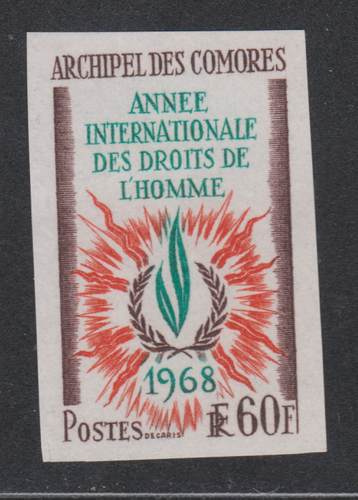 ARCHIPEL DES COMORES
ANNEE
INTERNATIONALE
DES DROITS DE
L'HOMME
1968
POSTES DECARIS RF 60F